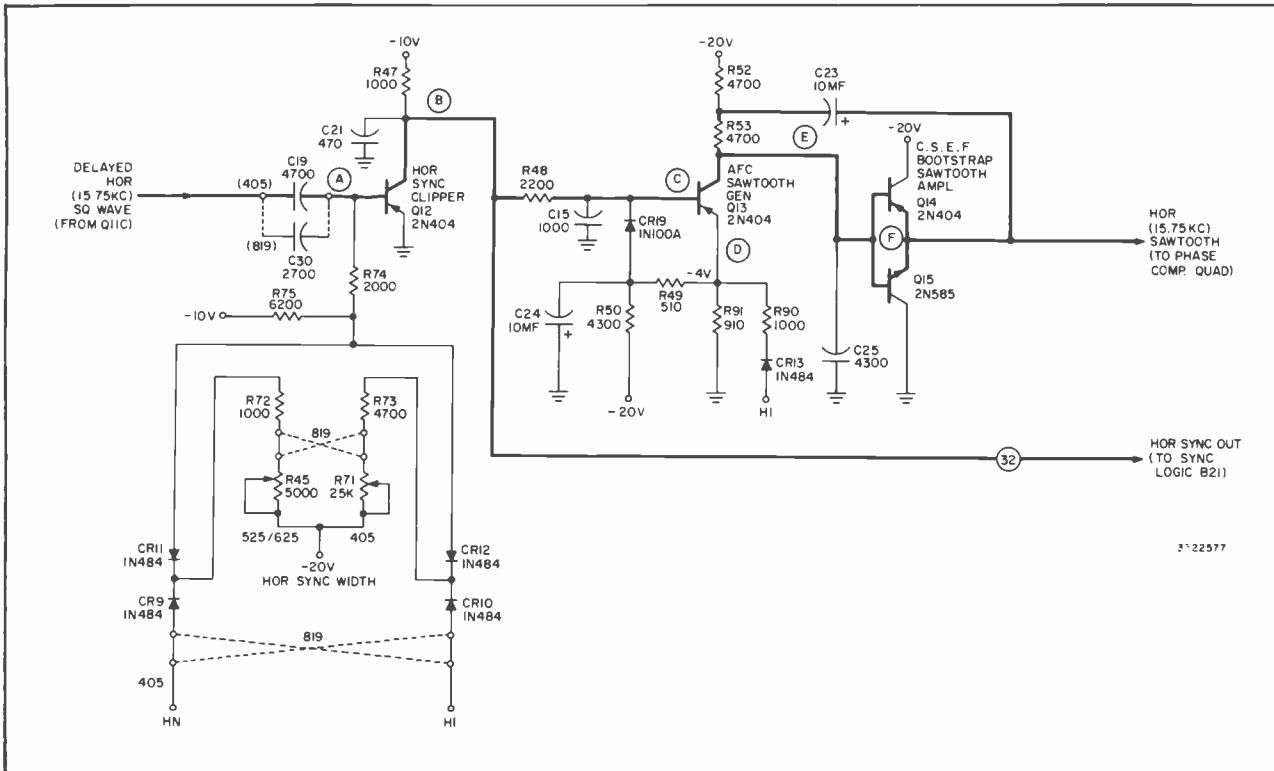 -10V
R47
1000
B
C21
470
DELAYED
HOR
(15.75KC)
SQ WAVE
(FROM Q11C)
(405)
C19
4700
A
(819)
C30
2700
HOR
SYNC
CLIPPER
Q12
2N404
R74
2000
R75
6200
-10V
R72
1000
R73
4700
819
R45
5000
R71
25K
525/625
405
-20V
HOR SYNC WIDTH
CR11
1N484
CR12
1N484
CR9
1N484
CR10
1N484
819
405
HN
HI
-20V
R52
4700
C23
10MF
+
R53
4700
E
R48
2200
C
AFC
SAWTOOTH
GEN
Q13
2N404
C15
1000
CR19
1N100A
D
-4V
R49
510
C24
10MF
+
R50
4300
R91
910
R90
1000
CR13
1N484
-20V
HI
-20V
C.S.E.F
BOOTSTRAP
SAWTOOTH
AMPL
Q14
2N404
F
Q15
2N585
C25
4300
HOR
(15.75KC)
SAWTOOTH
(TO PHASE
COMP. QUAD)
32
HOR SYNC OUT
(TO SYNC
LOGIC B21)